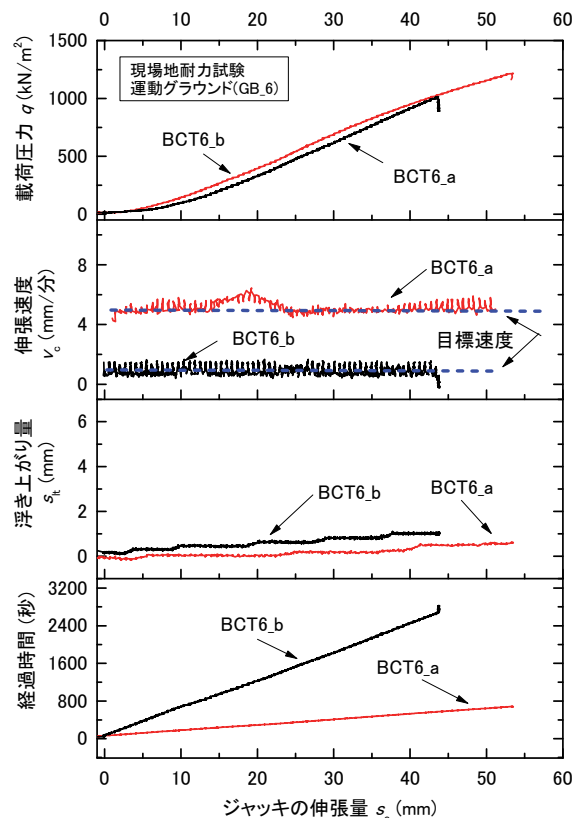 1500
1000
500
0
載荷圧力 q (kN/m²)
0 10 20 30 40 50 60
現場地耐力試験
運動グラウンド(GB_6)
BCT6_b
BCT6_a
8
4
0
伸張速度
Vc (mm/分)
BCT6_a
BCT6_b
目標速度
6
4
2
0
浮き上がり量
slt (mm)
BCT6_b
BCT6_a
3200
2400
1600
800
0
経過時間 (秒)
BCT6_b
BCT6_a
0 10 20 30 40 50 60
ジャッキの伸張量 sc (mm)